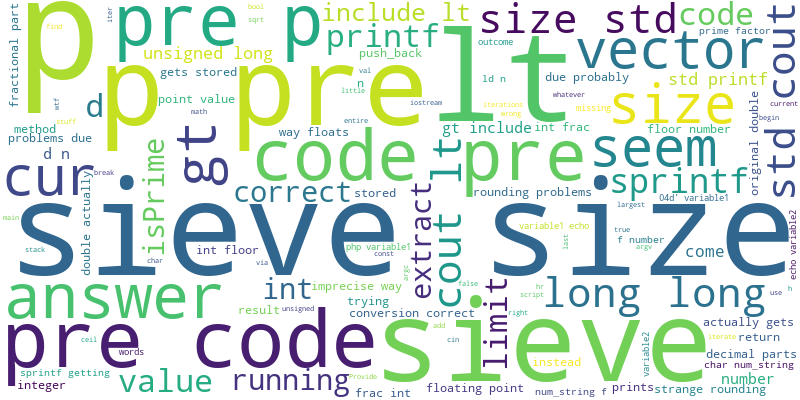 p
pre p
include lt
size std
code
std cout
fractional part
find
iter
bool
sqrt
printf
prime factor
unsigned long
push_back
outcome
vector
gets stored
p pre
lt
val
n
due probably
ld n
std printf
wtf
stuff
d
point value
little
iostream
whatever
size
missing
current
math
entire
iterations
wrong
begin
method
problems due
gt
way floats
code pre
gt include
int frac
floor number
d n
isPrime
lt
seem
original double
cur
correct
stored
rounding problems
sprintf
sieve size
double actually
extract
04d' variable1
largest
main
break
variable1 echo
true
f number
argv
echo variable2
stack
int floor
php variable1
const
last
come
char
via
argc
cout
answer
int
imprecise way
false
hr
script
long long
use
h
trying
limit
result
unsigned
conversion correct
right
sieve
add
actually gets
pre code
words
ceil
cin
instead
variable2
return
iterate
decimal parts
sprintf getting
value
running
Provide
char num_string
integer
floating point
number
frac int
num_string f
prints
strange rounding